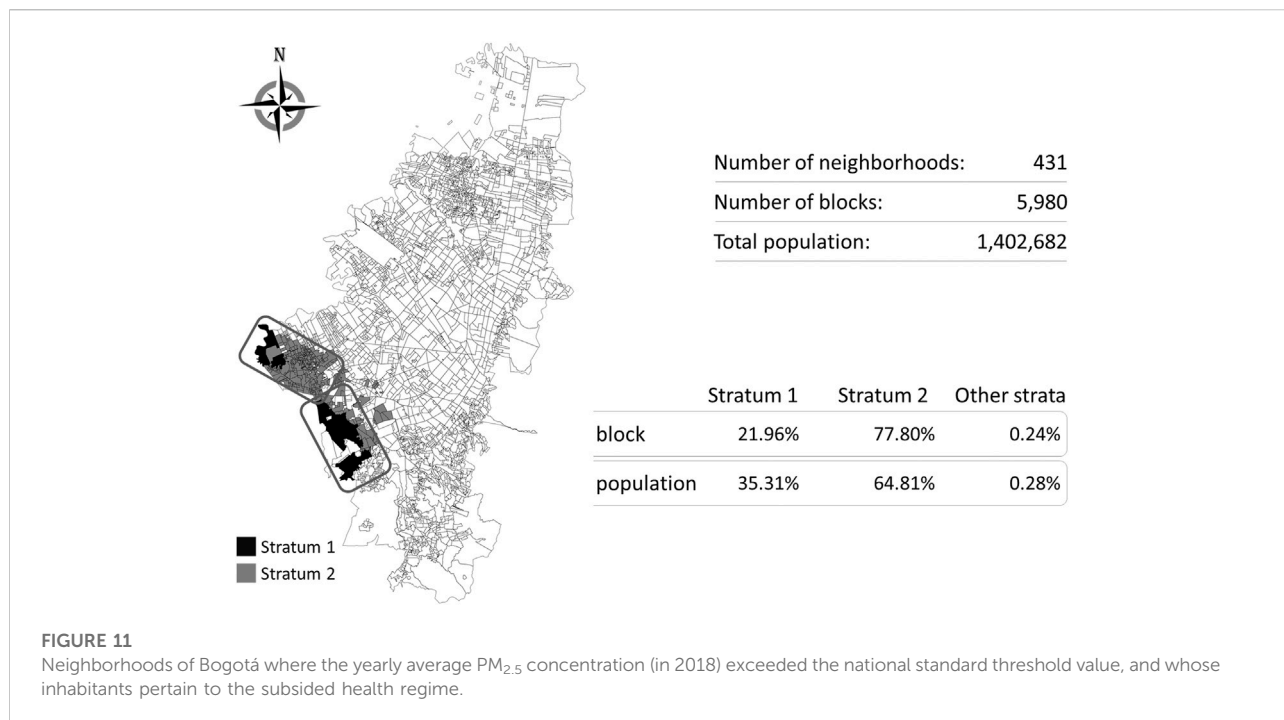 N
Number of neighborhoods: 431
Number of blocks: 5,980
Total population: 1,402,682
Stratum 1 Stratum 2 Other strata
block 21.96% 77.80% 0.24%
population 35.31% 64.81% 0.28%
Stratum 1
Stratum 2
FIGURE 11
Neighborhoods of Bogotá where the yearly average PM2.5 concentration (in 2018) exceeded the national standard threshold value, and whose
inhabitants pertain to the subsided health regime.